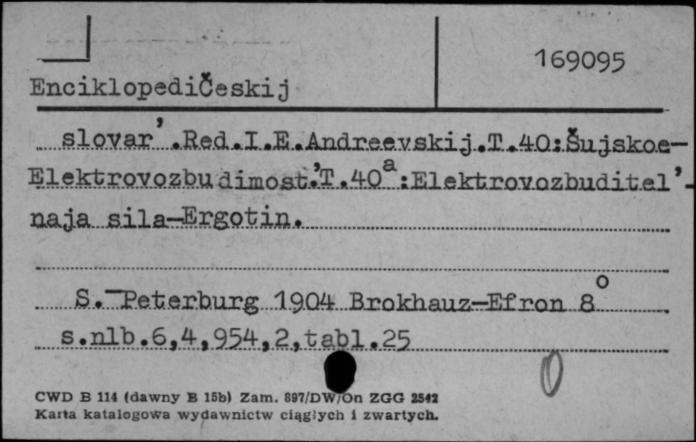 169095
EnciklopediČeskij
slovar'.Red.I.E.Andreevskij.T.40:Šujskoe-
Elektrovozbudimost.'T.40a:Elektrovozbuditel'-
naja sila-Ergotin.
S.-Peterburg 1904 Brokhauz-Efron 8o
s.nlb.6,4,954,2,tabl.25
0
CWD B 114 (dawny B 15b) Zam. 897/DW/On ZGG 2542
Karta katalogowa wydawnictw ciągłych i zwartych.